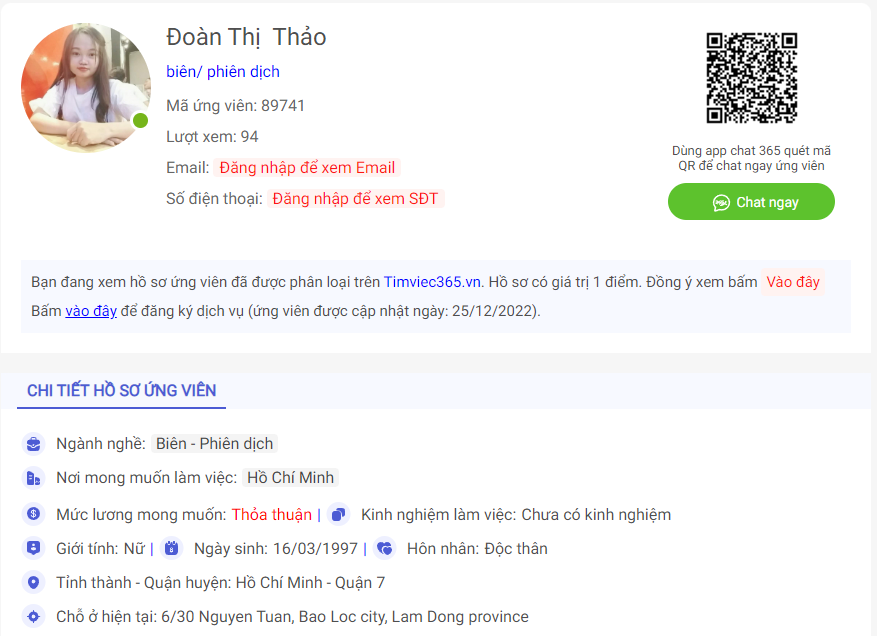 Đoàn Thị Thảo
biên/ phiên dịch
Mã ứng viên: 89741
Lượt xem: 94
Email: Đăng nhập để xem Email
Số điện thoại: Đăng nhập để xem SĐT
Dùng app chat 365 quét mã
QR để chat ngay ứng viên
Chat ngay
Bạn đang xem hồ sơ ứng viên đã được phân loại trên Timviec365.vn. Hồ sơ có giá trị 1 điểm. Đồng ý xem bấm Vào đây
Bấm vào đây để đăng ký dịch vụ (ứng viên được cập nhật ngày: 25/12/2022).
CHI TIẾT HỒ SƠ ỨNG VIÊN
Ngành nghề: Biên - Phiên dịch
Nơi mong muốn làm việc: Hồ Chí Minh
Mức lương mong muốn: Thỏa thuận | Kinh nghiệm làm việc: Chưa có kinh nghiệm
Giới tính: Nữ | Ngày sinh: 16/03/1997 | Hôn nhân: Độc thân
Tỉnh thành - Quận huyện: Hồ Chí Minh - Quận 7
Chỗ ở hiện tại: 6/30 Nguyen Tuan, Bao Loc city, Lam Dong province